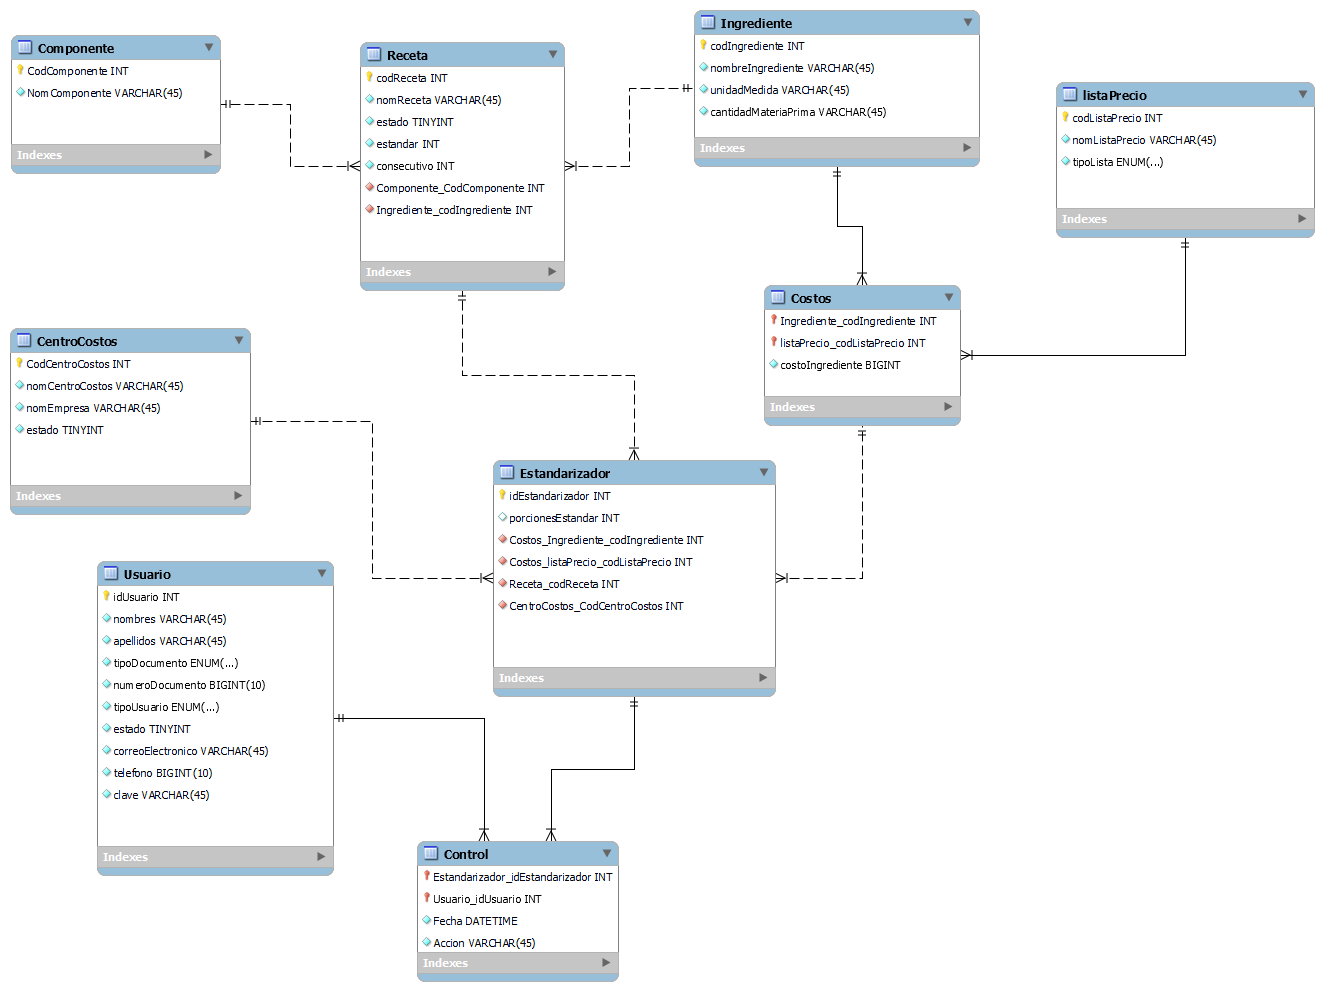 Componente
CodComponente INT
NomComponente VARCHAR(45)
Indexes
Receta
codReceta INT
nomReceta VARCHAR(45)
estado TINYINT
estandar INT
consecutivo INT
Componente_CodComponente INT
Ingrediente_codIngrediente INT
Indexes
Ingrediente
codIngrediente INT
nombreIngrediente VARCHAR(45)
unidadMedida VARCHAR(45)
cantidadMateriaPrima VARCHAR(45)
Indexes
listaPrecio
codListaPrecio INT
nomListaPrecio VARCHAR(45)
tipoLista ENUM(...)
Indexes
Costos
Ingrediente_codIngrediente INT
listaPrecio_codListaPrecio INT
costoIngrediente BIGINT
Indexes
CentroCostos
CodCentroCostos INT
nomCentroCostos VARCHAR(45)
nomEmpresa VARCHAR(45)
estado TINYINT
Indexes
Estandarizador
idEstandarizador INT
porcionesEstandar INT
Costos_Ingrediente_codIngrediente INT
Costos_listaPrecio_codListaPrecio INT
Receta_codReceta INT
CentroCostos_CodCentroCostos INT
Indexes
Usuario
idUsuario INT
nombres VARCHAR(45)
apellidos VARCHAR(45)
tipoDocumento ENUM(...)
numeroDocumento BIGINT(10)
tipoUsuario ENUM(...)
estado TINYINT
correoElectronico VARCHAR(45)
telefono BIGINT(10)
clave VARCHAR(45)
Indexes
Control
Estandarizador_idEstandarizador INT
Usuario_idUsuario INT
Fecha DATETIME
Accion VARCHAR(45)
Indexes